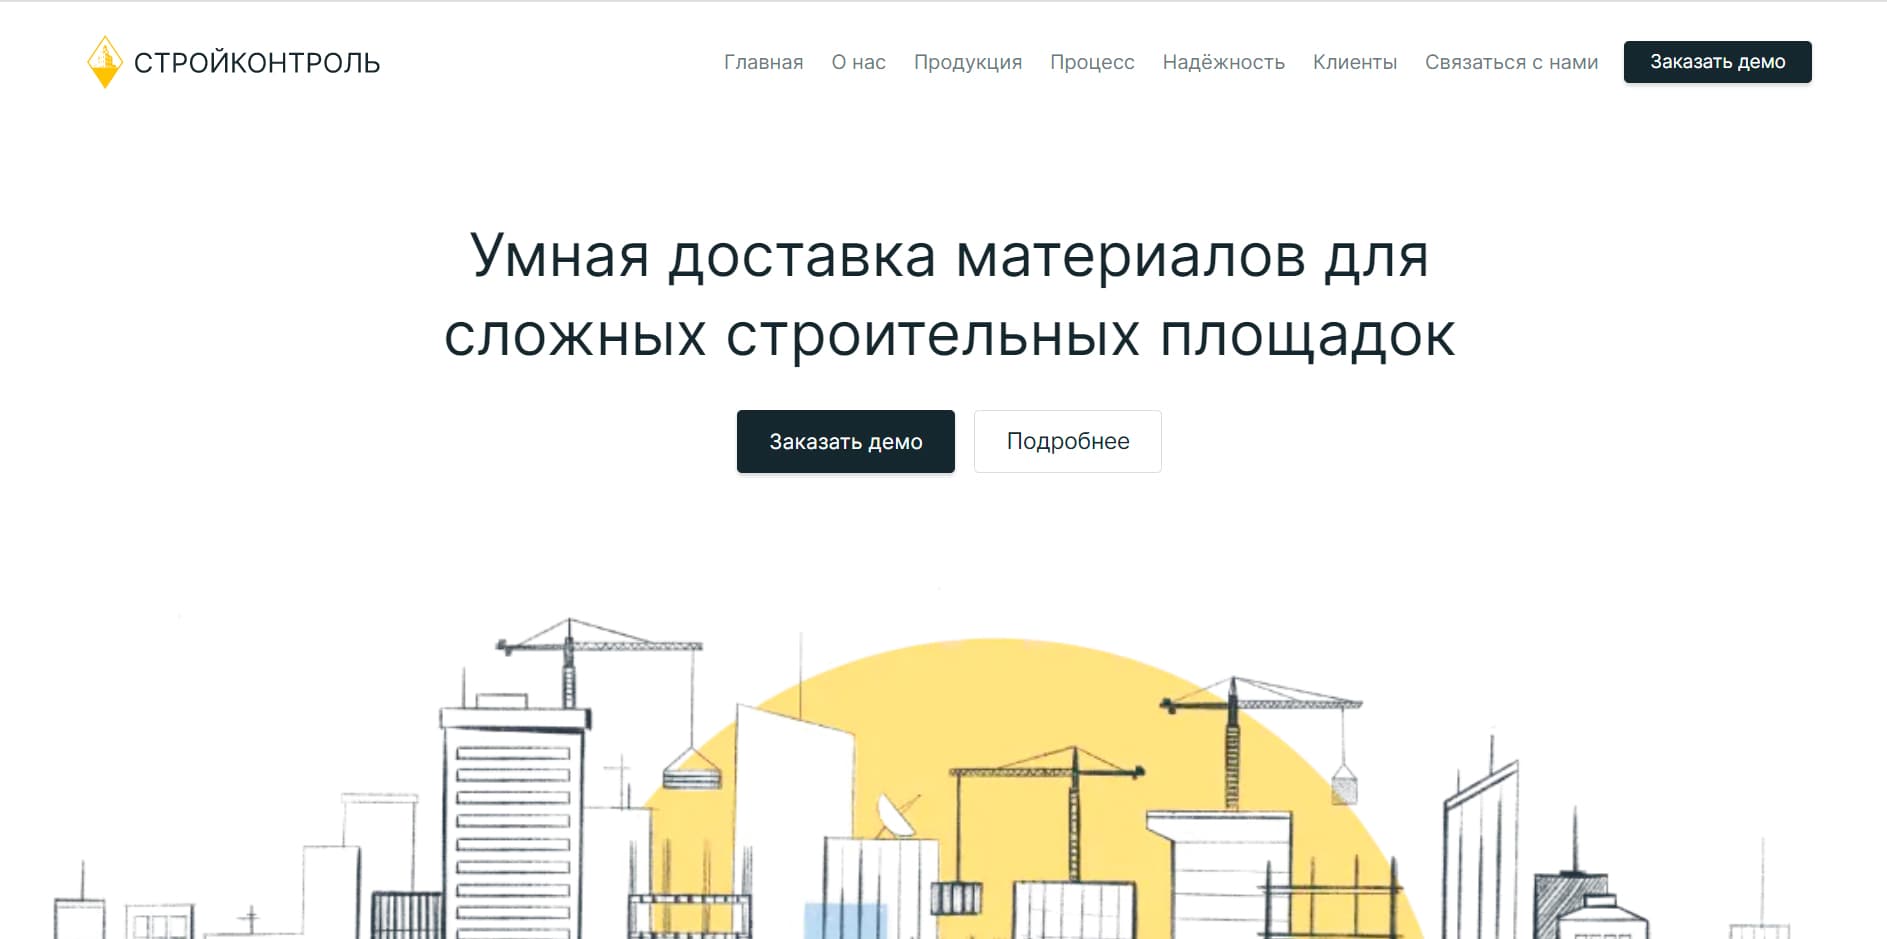 СТРОЙКОНТРОЛЬ
Главная О нас Продукция Процесс Надёжность Клиенты Связаться с нами Заказать демо
Умная доставка материалов для
сложных строительных площадок
Заказать демо Подробнее